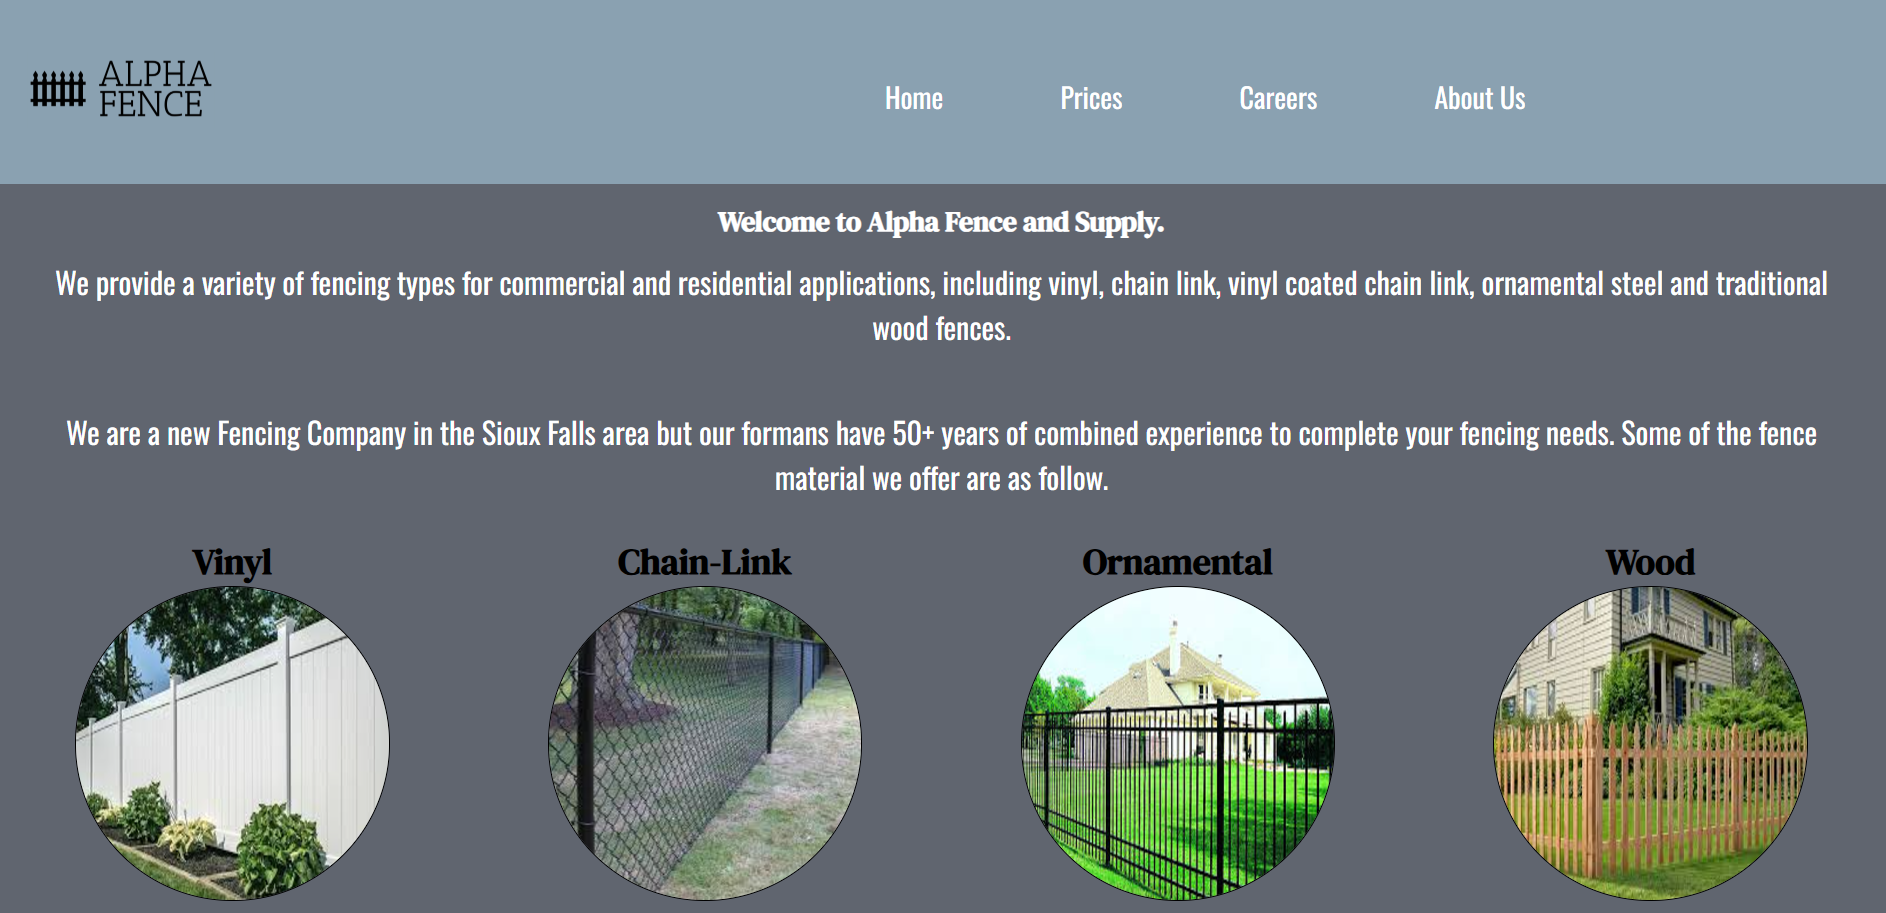 ALPHA
FENCE
Home
Prices
Careers
About Us
Welcome to Alpha Fence and Supply.
We provide a variety of fencing types for commercial and residential applications, including vinyl, chain link, vinyl coated chain link, ornamental steel and traditional
wood fences.
We are a new Fencing Company in the Sioux Falls area but our formans have 50+ years of combined experience to complete your fencing needs. Some of the fence
material we offer are as follow.
Vinyl
Chain-Link
Ornamental
Wood